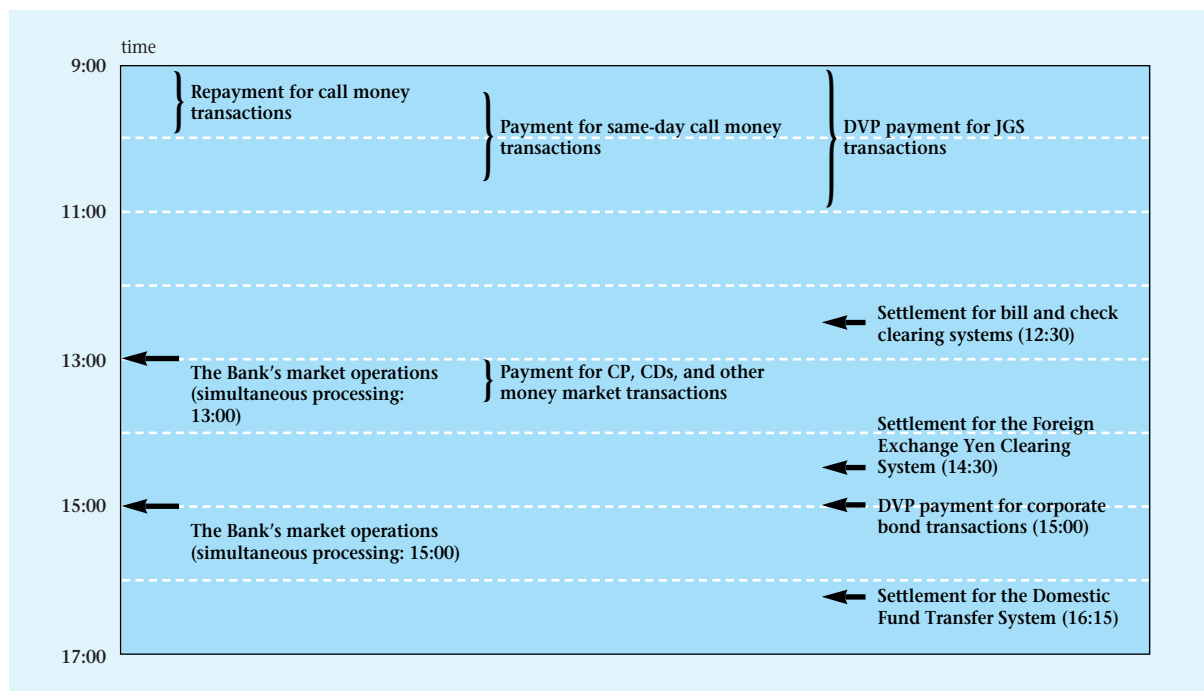 time
9:00
Repayment for call money
transactions
Payment for same-day call money
transactions
DVP payment for JGS
transactions
11:00
Settlement for bill and check
clearing systems (12:30)
13:00
The Bank’s market operations
(simultaneous processing:
13:00)
Payment for CP, CDs, and other
money market transactions
Settlement for the Foreign
Exchange Yen Clearing
System (14:30)
15:00
DVP payment for corporate
bond transactions (15:00)
The Bank’s market operations
(simultaneous processing: 15:00)
Settlement for the Domestic
Fund Transfer System (16:15)
17:00